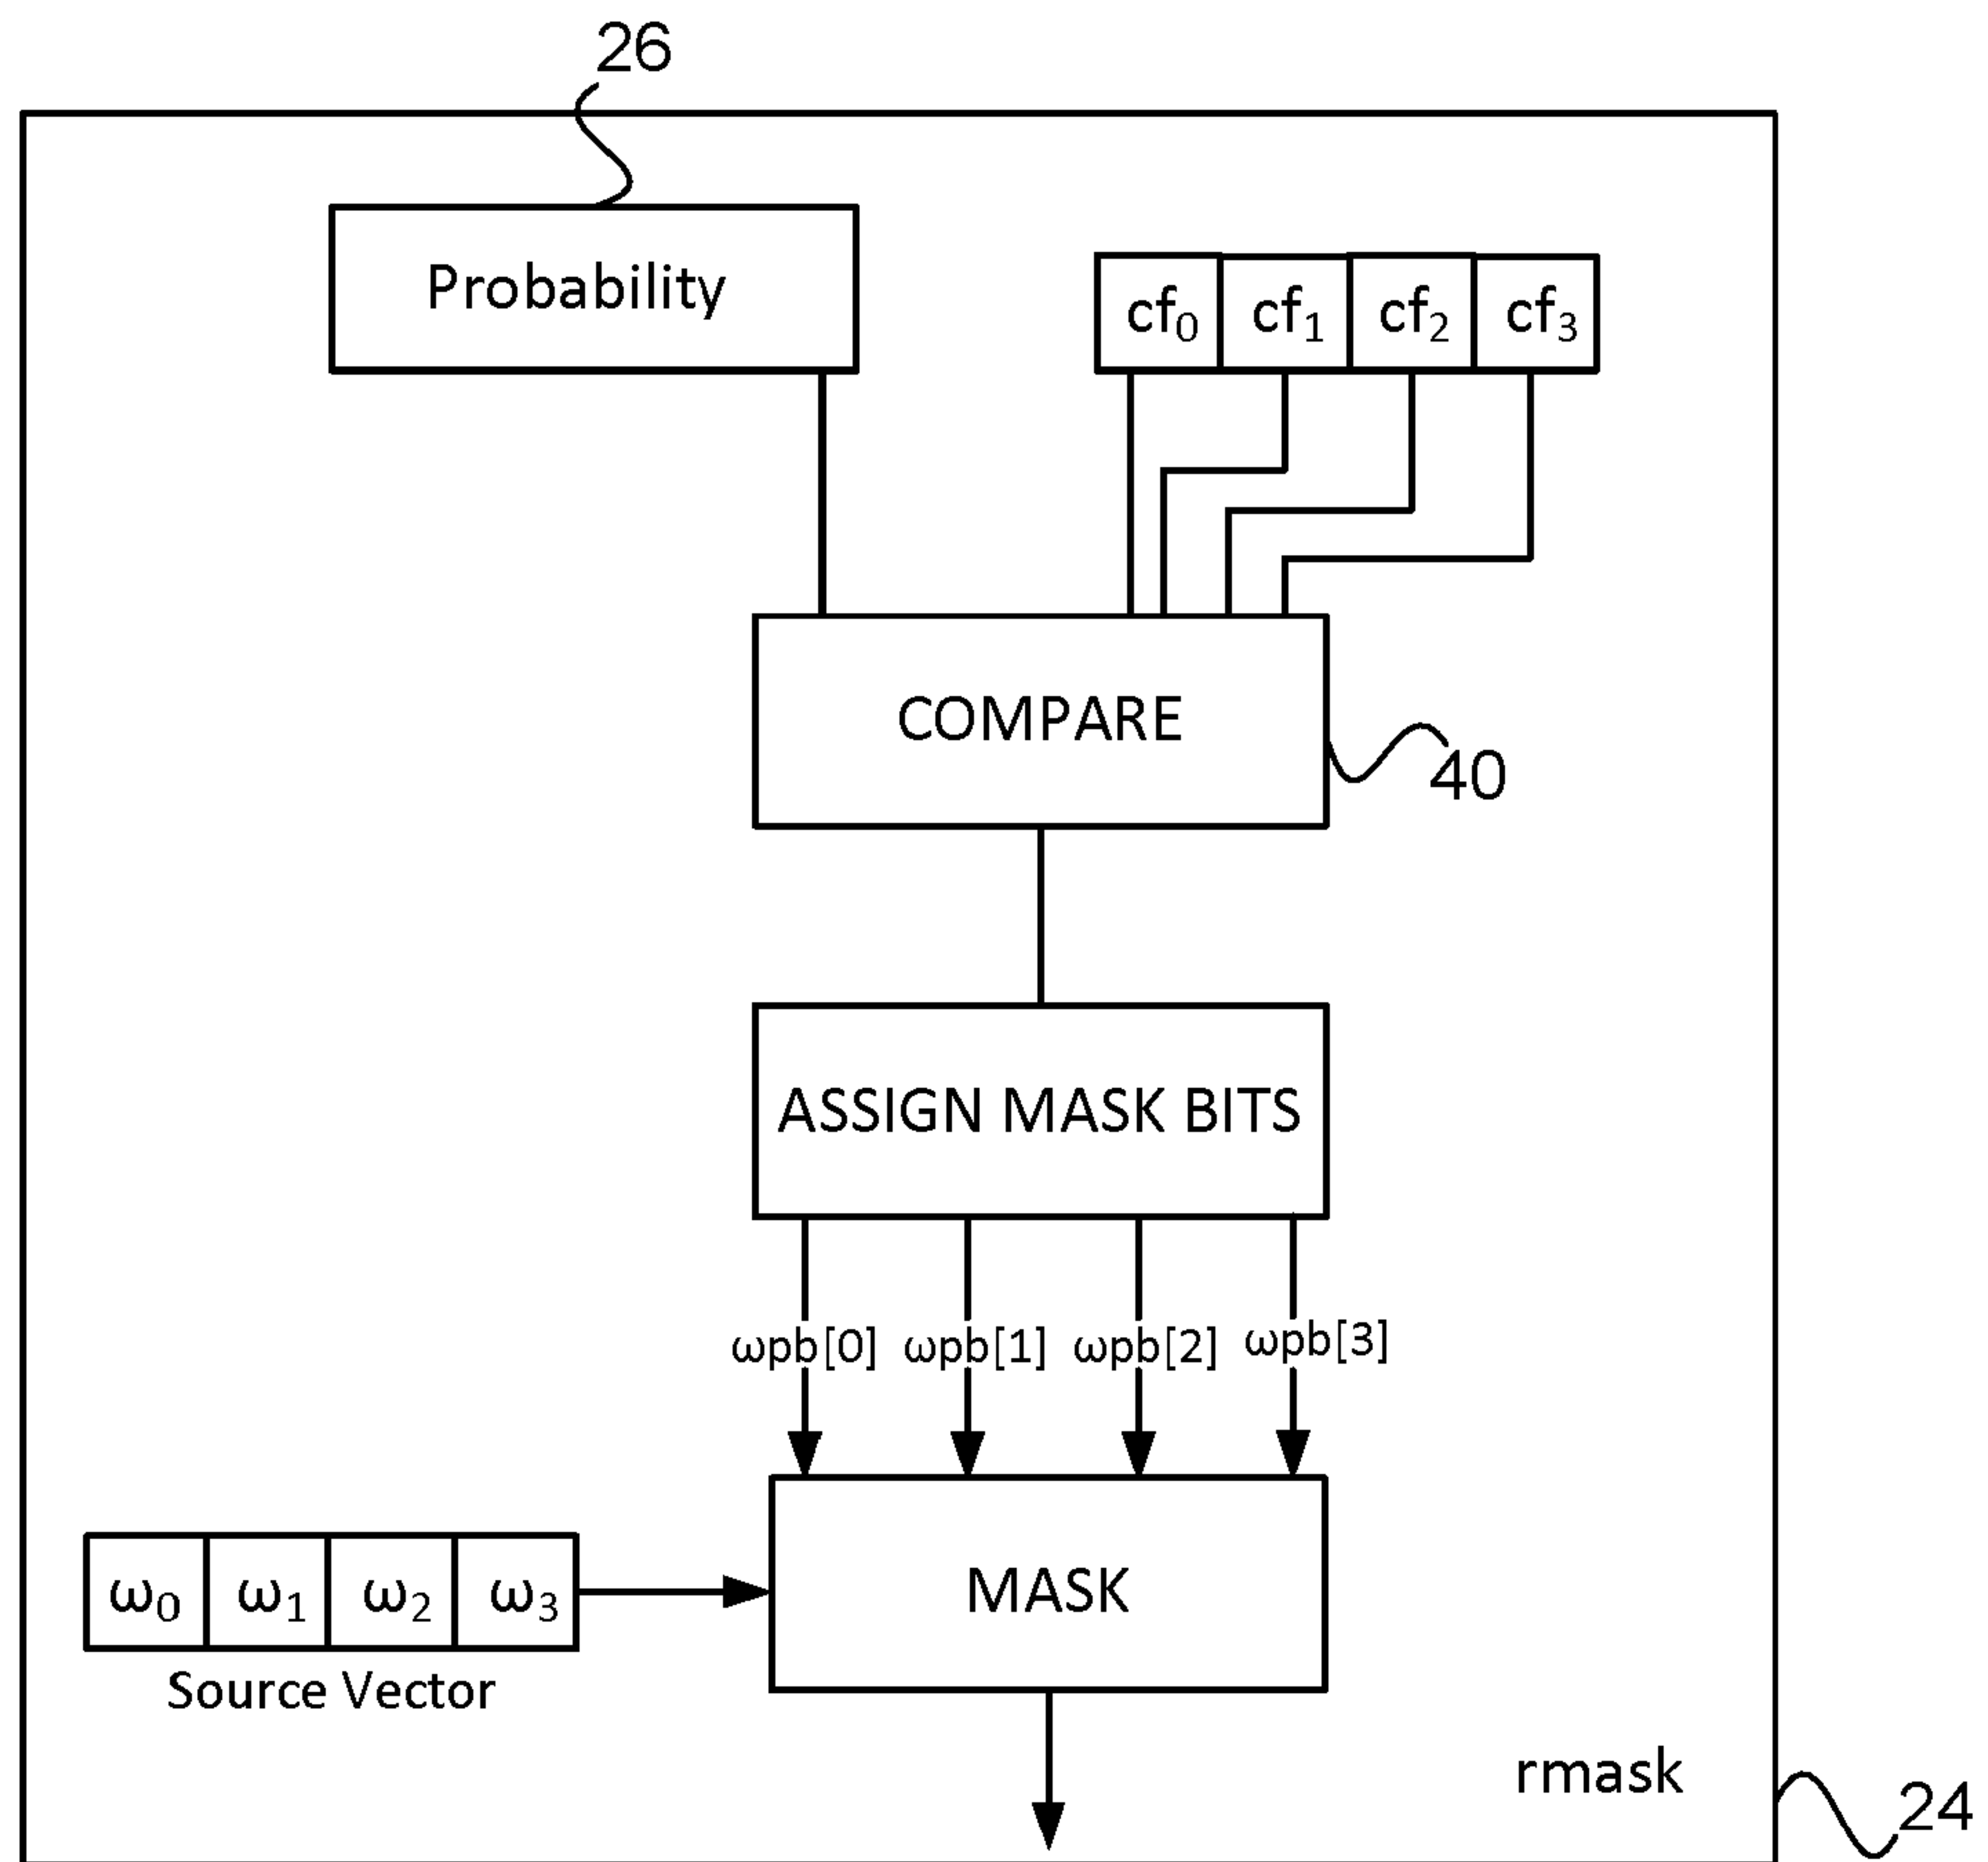 26
Probability
cf₀ cf₁ cf₂ cf₃
COMPARE
40
ASSIGN MASK BITS
ωpb[0] ωpb[1] ωpb[2] ωpb[3]
ω₀ ω₁ ω₂ ω₃
MASK
Source Vector
rmask
24